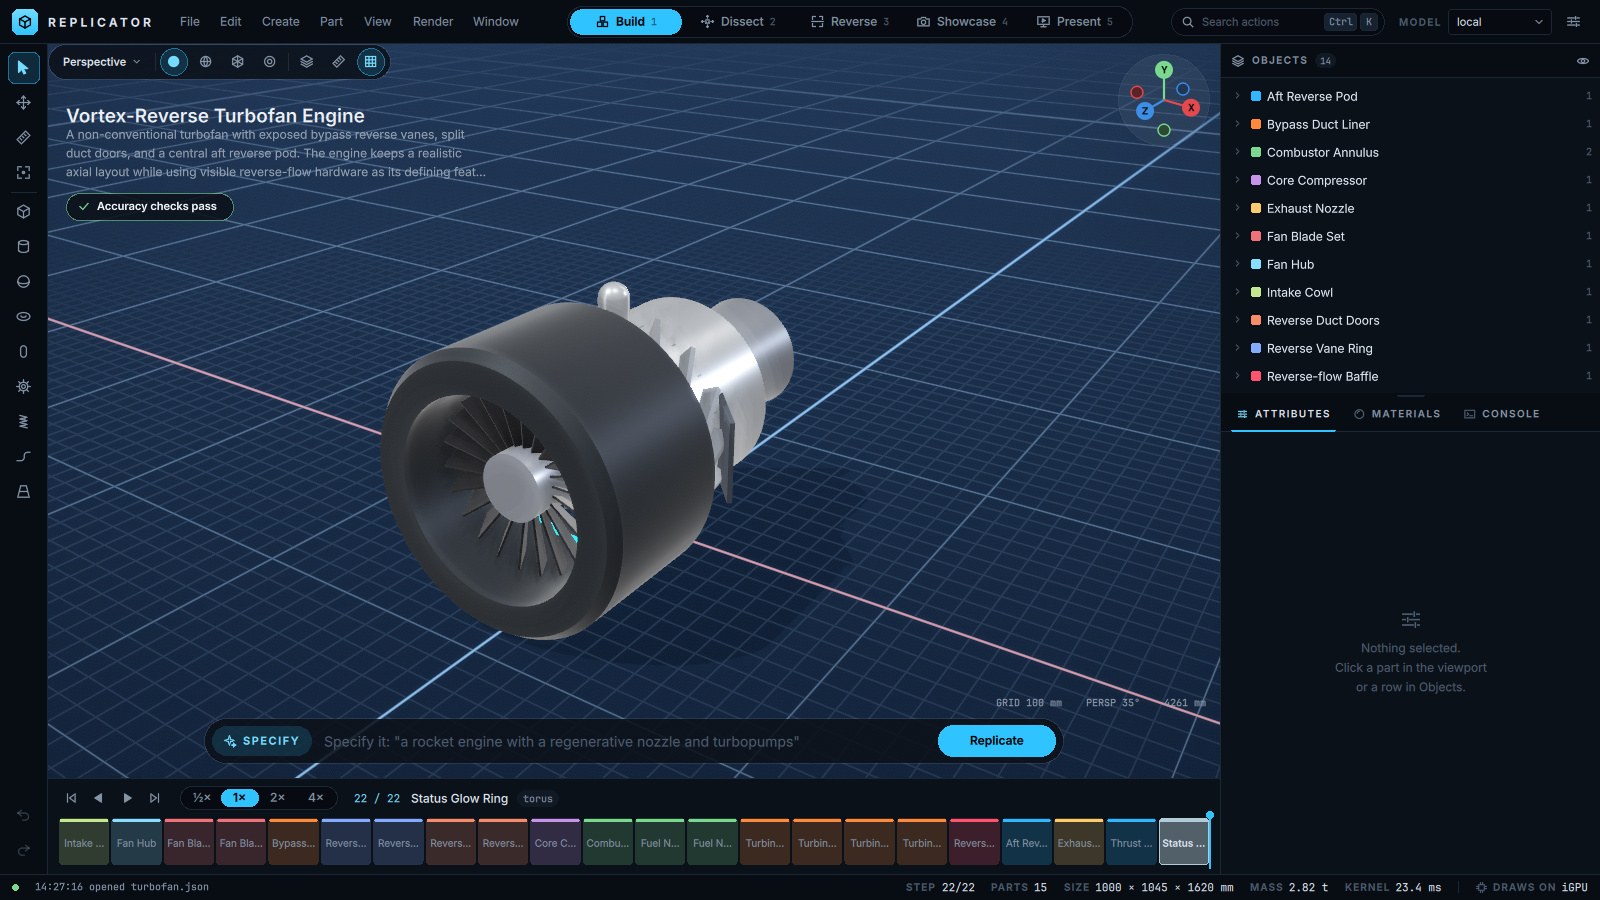 REPLICATOR File Edit Create Part View Render Window Build 1 Dissect 2 Reverse 3 Showcase 4 Present 5 Search actions Ctrl K MODEL local
Perspective
Y
X
Z
Vortex-Reverse Turbofan Engine
A non-conventional turbofan with exposed bypass reverse vanes, split
duct doors, and a central aft reverse pod. The engine keeps a realistic
axial layout while using visible reverse-flow hardware as its defining feat...
Accuracy checks pass
GRID 100 mm PERSP 35° 4261 mm
SPECIFY Specify it: "a rocket engine with a regenerative nozzle and turbopumps" Replicate
OBJECTS 14
Aft Reverse Pod 1
Bypass Duct Liner 1
Combustor Annulus 2
Core Compressor 1
Exhaust Nozzle 1
Fan Blade Set 1
Fan Hub 1
Intake Cowl 1
Reverse Duct Doors 1
Reverse Vane Ring 1
Reverse-flow Baffle 1
ATTRIBUTES MATERIALS CONSOLE
Nothing selected.
Click a part in the viewport
or a row in Objects.
½× 1× 2× 4× 22 / 22 Status Glow Ring torus
Intake ... Fan Hub Fan Bla... Fan Bla... Bypass... Revers... Revers... Revers... Revers... Core C... Combu... Fuel N... Fuel N... Turbin... Turbin... Turbin... Turbin... Revers... Aft Rev... Exhaus... Thrust ... Status ...
14:27:16 opened turbofan.json STEP 22/22 PARTS 15 SIZE 1000 × 1045 × 1620 mm MASS 2.82 t KERNEL 23.4 ms DRAWS ON iGPU